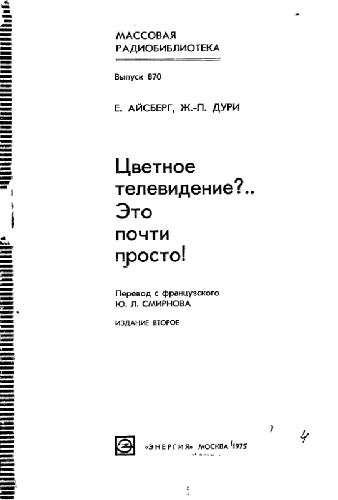 МАССОВАЯ
РАДИОБИБЛИОТЕКА
Выпуск 870
Е. АЙСБЕРГ, Ж.-П. ДУРИ
Цветное
телевидение?..
Это
почти
просто!
Перевод с французского
Ю. Л. СМИРНОВА
ИЗДАНИЕ ВТОРОЕ
«ЭНЕРГИЯ» МОСКВА 1975
4